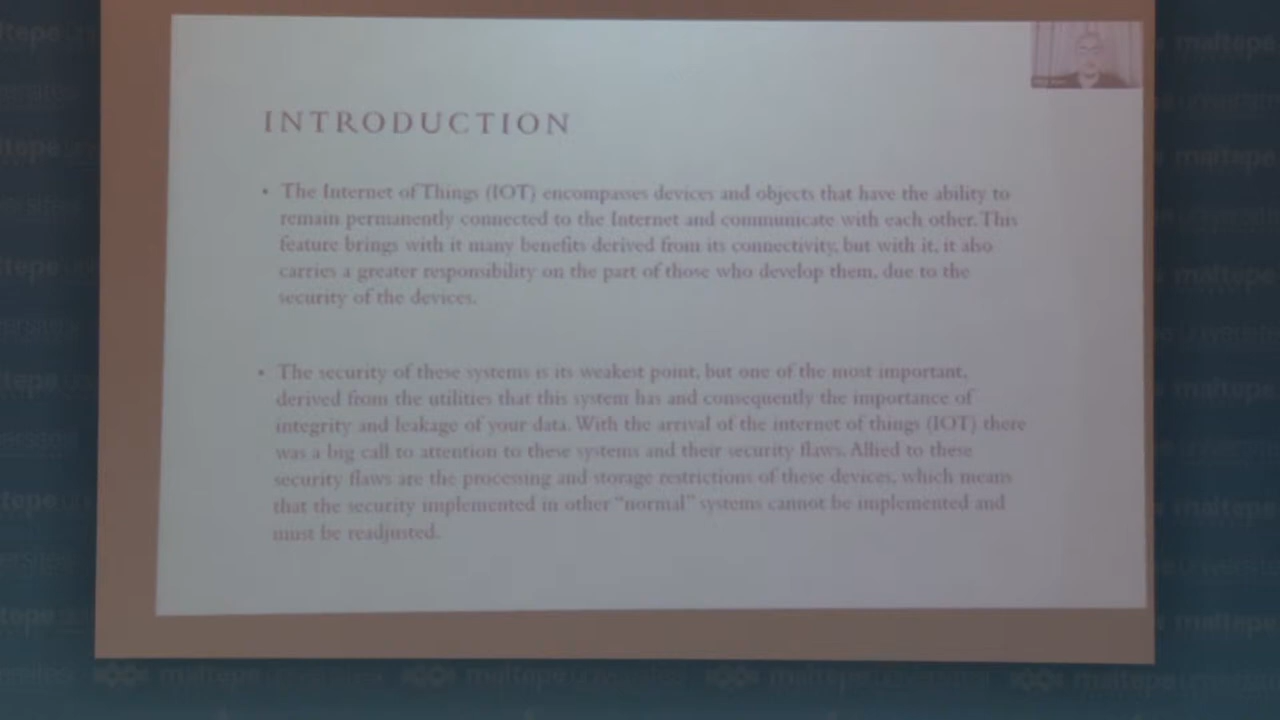 INTRODUCTION
• The Internet of Things (IOT) encompasses devices and objects that have the ability to
remain permanently connected to the Internet and communicate with each other. This
feature brings with it many benefits derived from its connectivity, but with it, it also
carries a greater responsibility on the part of those who develop them, due to the
security of the devices.
• The security of these systems is its weakest point, but one of the most important,
derived from the utilities that this system has and consequently the importance of
integrity and leakage of your data. With the arrival of the internet of things (IOT) there
was a big call to attention to these systems and their security flaws. Allied to these
security flaws are the processing and storage restrictions of these devices, which means
that the security implemented in other “normal” systems cannot be implemented and
must be readjusted.
maltepe
maltepe
maltepe
maltepe